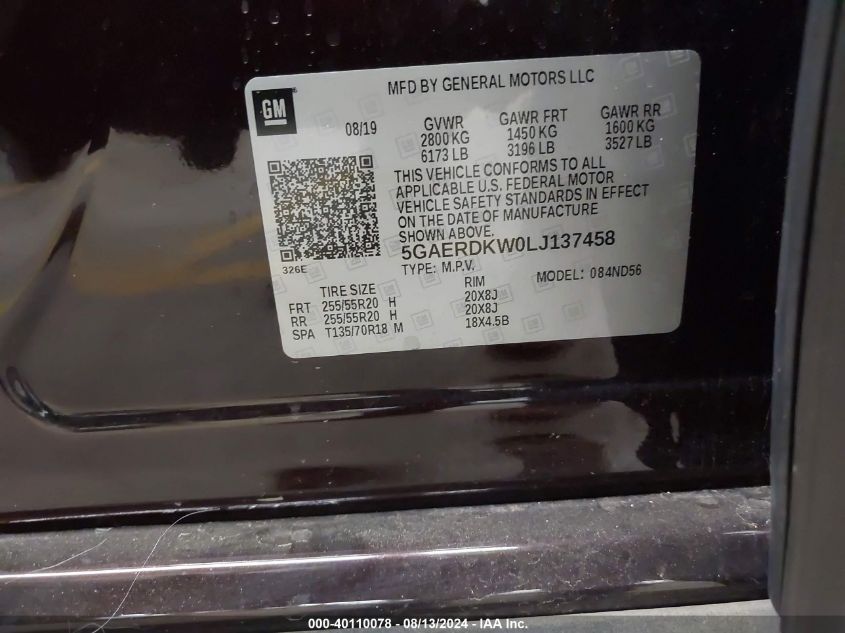 MFD BY GENERAL MOTORS LLC
GM
08/19
GVWR GAWR FRT GAWR RR
2800KG 1450 KG 1600 KG
6173 LB 3196 LB 3527 LB
THIS VEHICLE CONFORMS TO ALL
APPLICABLE U.S. FEDERAL MOTOR
VEHICLE SAFETY STANDARDS IN EFFECT
ON THE DATE OF MANUFACTURE
SHOWN ABOVE.
5GAERDKW0LJ137458
326E
TYPE: M.P.V. MODEL: 084ND56
TIRE SIZE RIM
FRT 255/55R20 H 20X8J
RR 255/55R20 H 20X8J
SPA T135/70R18 M 18X4.5B
000-40110078 - 08/13/2024 - IAA Inc.